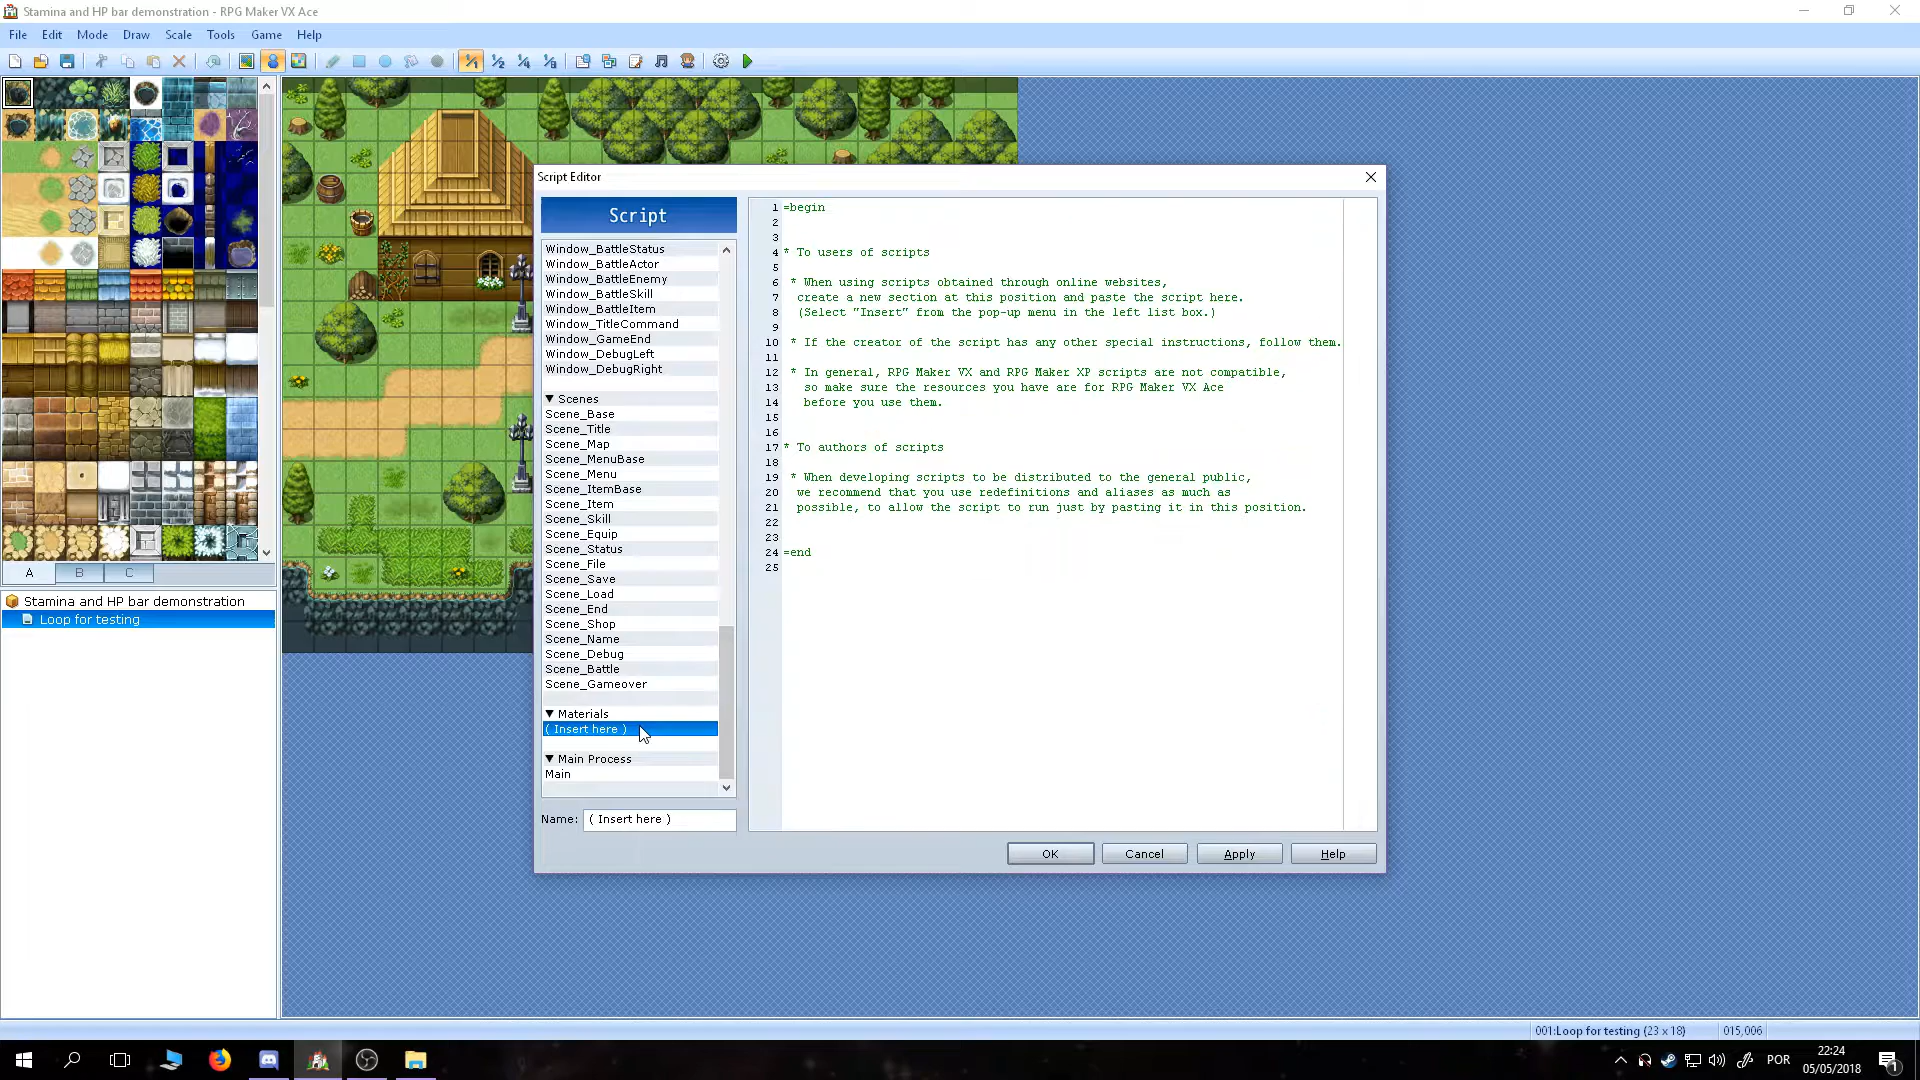 Stamina and HP bar demonstration - RPG Maker VX Ace
File Edit Mode Draw Scale Tools Game Help
Script Editor
Script
Window_BattleStatus
Window_BattleActor
Window_BattleEnemy
Window_BattleSkill
Window_BattleItem
Window_TitleCommand
Window_GameEnd
Window_DebugLeft
Window_DebugRight
▼ Scenes
Scene_Base
Scene_Title
Scene_Map
Scene_MenuBase
Scene_Menu
Scene_ItemBase
Scene_Item
Scene_Skill
Scene_Equip
Scene_Status
Scene_File
Scene_Save
Scene_Load
Scene_End
Scene_Shop
Scene_Name
Scene_Debug
Scene_Battle
Scene_Gameover
▼ Materials
( Insert here )
▼ Main Process
Main
Name: ( Insert here )
1 =begin
2
3
4 * To users of scripts
5
6 * When using scripts obtained through online websites,
7 create a new section at this position and paste the script here.
8 (Select "Insert" from the pop-up menu in the left list box.)
9
10 * If the creator of the script has any other special instructions, follow them.
11
12 * In general, RPG Maker VX and RPG Maker XP scripts are not compatible,
13 so make sure the resources you have are for RPG Maker VX Ace
14 before you use them.
15
16
17 * To authors of scripts
18
19 * When developing scripts to be distributed to the general public,
20 we recommend that you use redefinitions and aliases as much as
21 possible, to allow the script to run just by pasting it in this position.
22
23
24 =end
25
OK Cancel Apply Help
A B C
Stamina and HP bar demonstration
Loop for testing
001:Loop for testing (23 x 18) 015,006
POR
22:24
05/05/2018
1